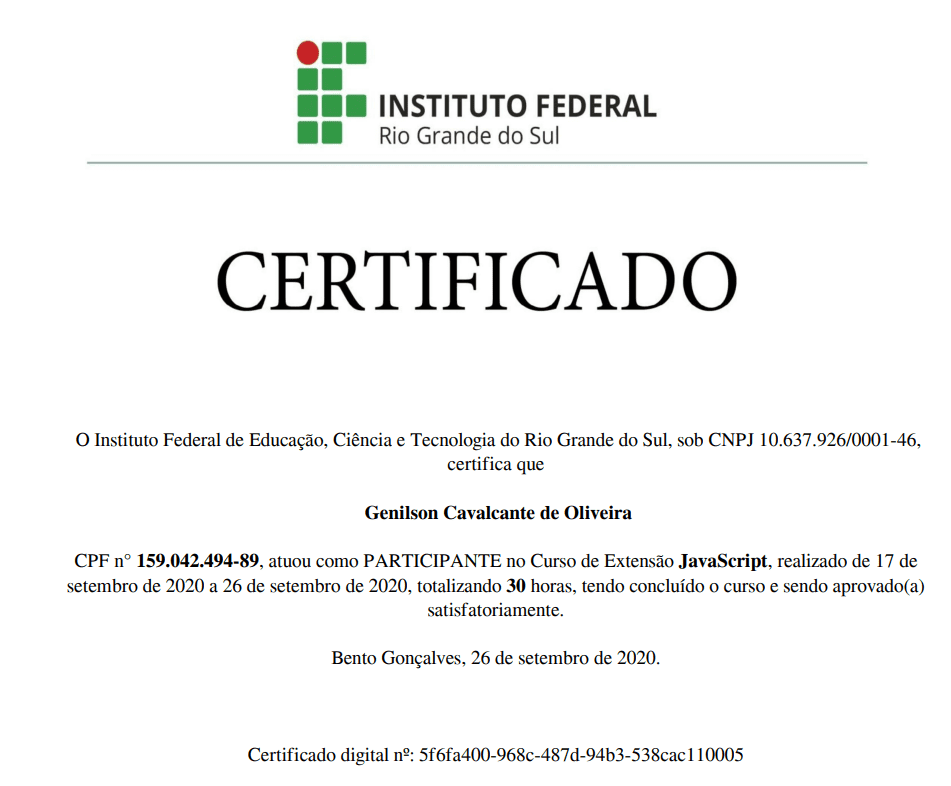 INSTITUTO FEDERAL
Rio Grande do Sul
CERTIFICADO
O Instituto Federal de Educação, Ciência e Tecnologia do Rio Grande do Sul, sob CNPJ 10.637.926/0001-46,
certifica que
Genilson Cavalcante de Oliveira
CPF n° 159.042.494-89, atuou como PARTICIPANTE no Curso de Extensão JavaScript, realizado de 17 de
setembro de 2020 a 26 de setembro de 2020, totalizando 30 horas, tendo concluído o curso e sendo aprovado(a)
satisfatoriamente.
Bento Gonçalves, 26 de setembro de 2020.
Certificado digital nº: 5f6fa400-968c-487d-94b3-538cac110005